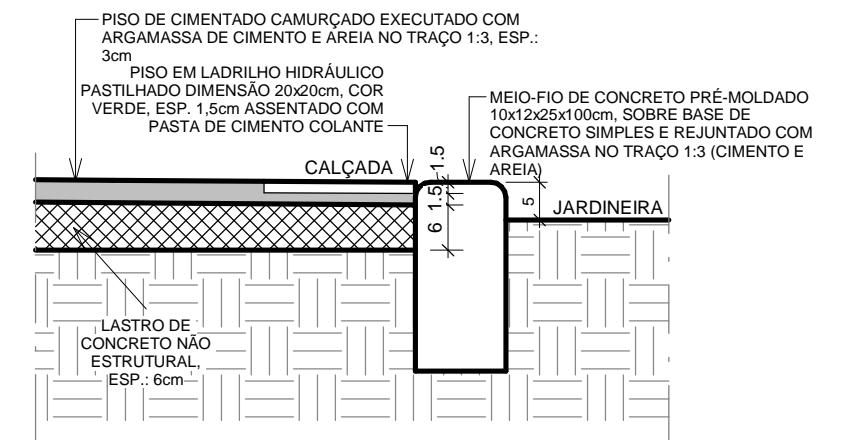 PISO DE CIMENTADO CAMURÇADO EXECUTADO COM
ARGAMASSA DE CIMENTO E AREIA NO TRAÇO 1:3, ESP.:
3cm
PISO EM LADRILHO HIDRÁULICO
PASTILHADO DIMENSÃO 20x20cm, COR
VERDE, ESP. 1,5cm ASSENTADO COM
PASTA DE CIMENTO COLANTE
MEIO-FIO DE CONCRETO PRÉ-MOLDADO
10x12x25x100cm, SOBRE BASE DE
CONCRETO SIMPLES E REJUNTADO COM
ARGAMASSA NO TRAÇO 1:3 (CIMENTO E
AREIA)
CALÇADA
1.5
1.5
6
5
JARDINEIRA
LASTRO DE
CONCRETO NÃO
ESTRUTURAL,
ESP.: 6cm